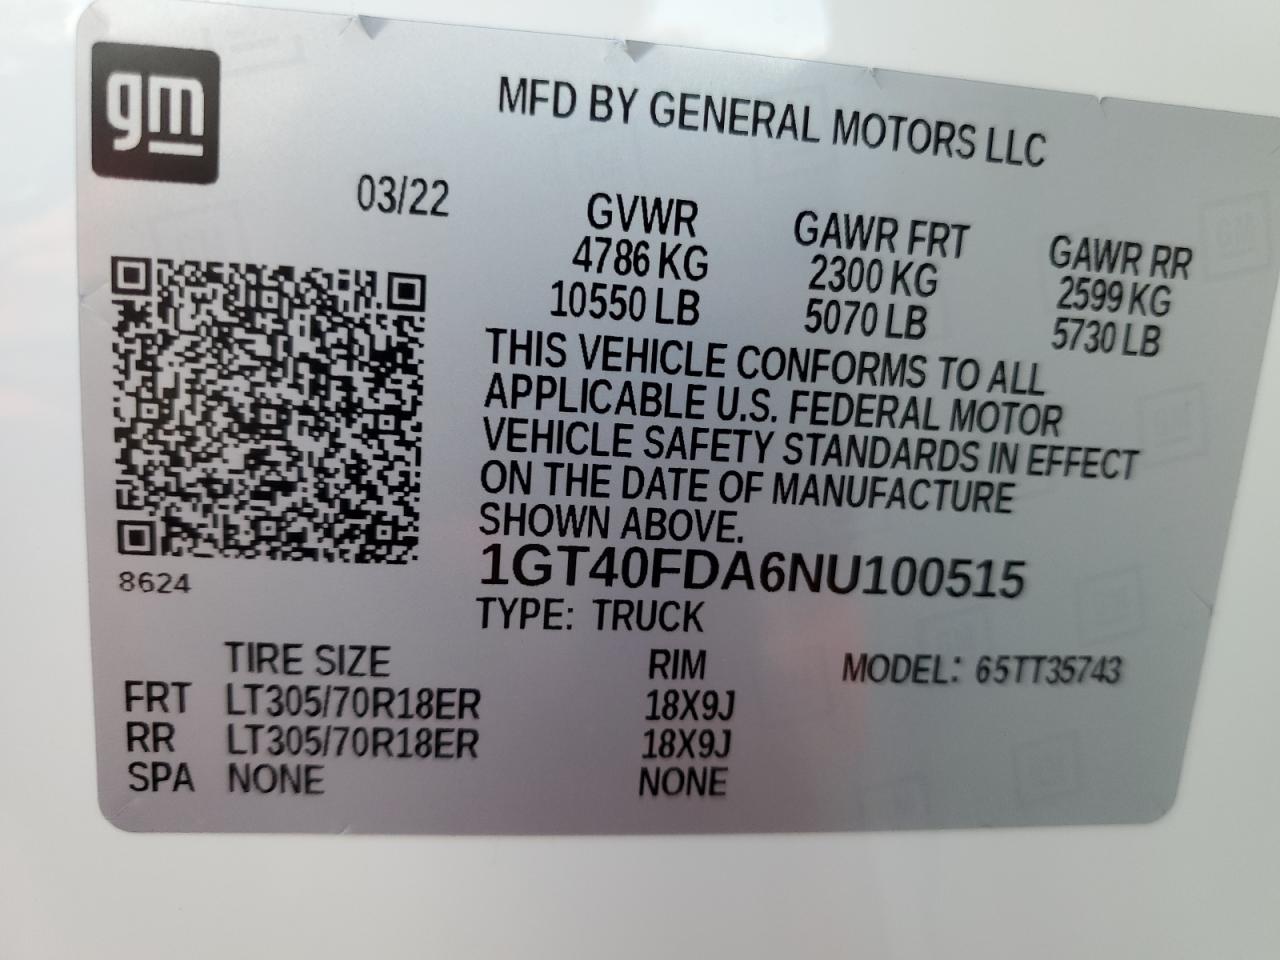 gm
MFD BY GENERAL MOTORS LLC
03/22
GVWR
4786 KG
10550 LB
GAWR FRT
2300 KG
5070 LB
GAWR RR
2599 KG
5730 LB
THIS VEHICLE CONFORMS TO ALL
APPLICABLE U.S. FEDERAL MOTOR
VEHICLE SAFETY STANDARDS IN EFFECT
ON THE DATE OF MANUFACTURE
SHOWN ABOVE.
8624
1GT40FDA6NU100515
TYPE: TRUCK
TIRE SIZE RIM MODEL: 65TT35743
FRT LT305/70R18ER 18X9J
RR LT305/70R18ER 18X9J
SPA NONE NONE